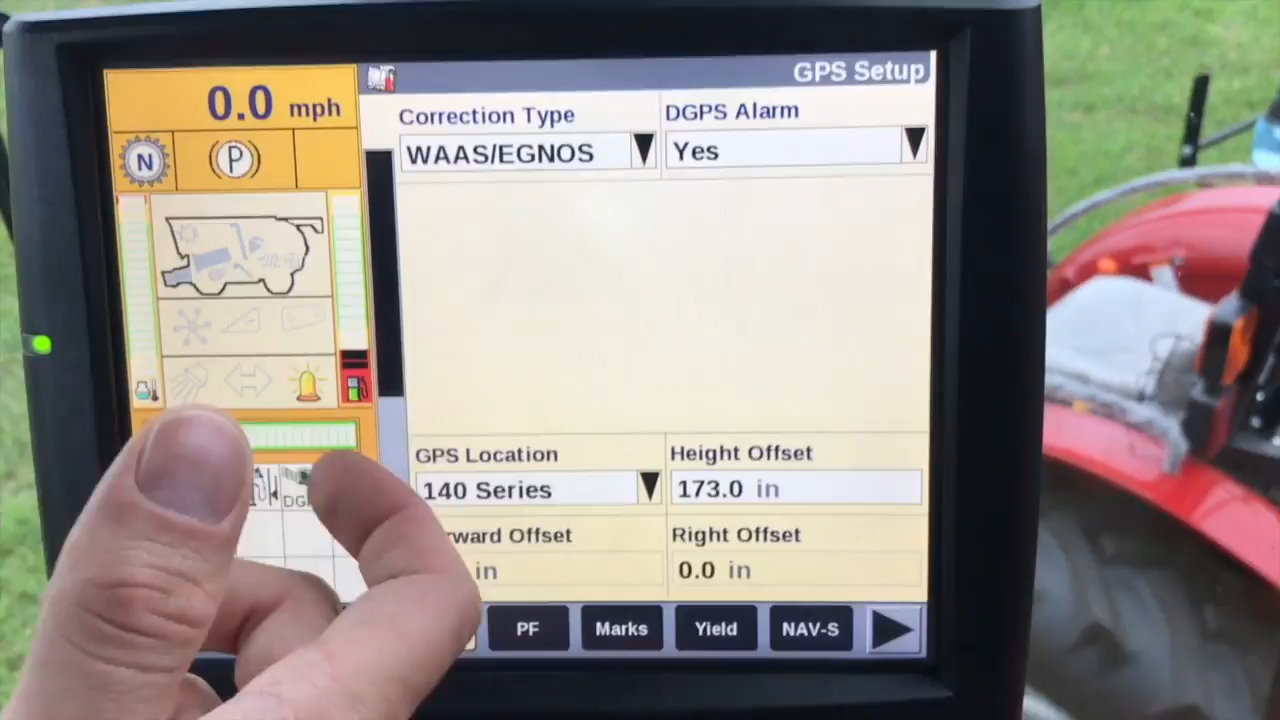 GPS Setup
0.0 mph
Correction Type
DGPS Alarm
N
P
WAAS/EGNOS
Yes
GPS Location
Height Offset
140 Series
173.0 in
ward Offset
Right Offset
in
0.0 in
PF
Marks
Yield
NAV-S